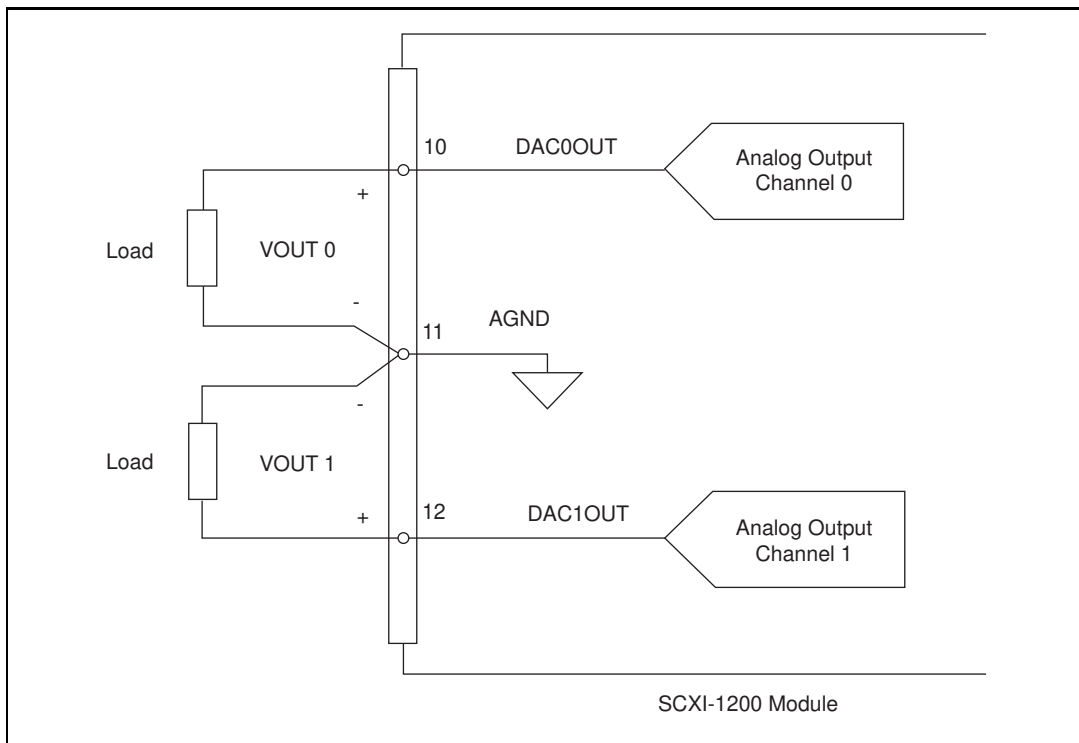 10
DAC0OUT
Analog Output
Channel 0
+
Load
VOUT 0
-
11
AGND
-
Load
VOUT 1
+
12
DAC1OUT
Analog Output
Channel 1
SCXI-1200 Module